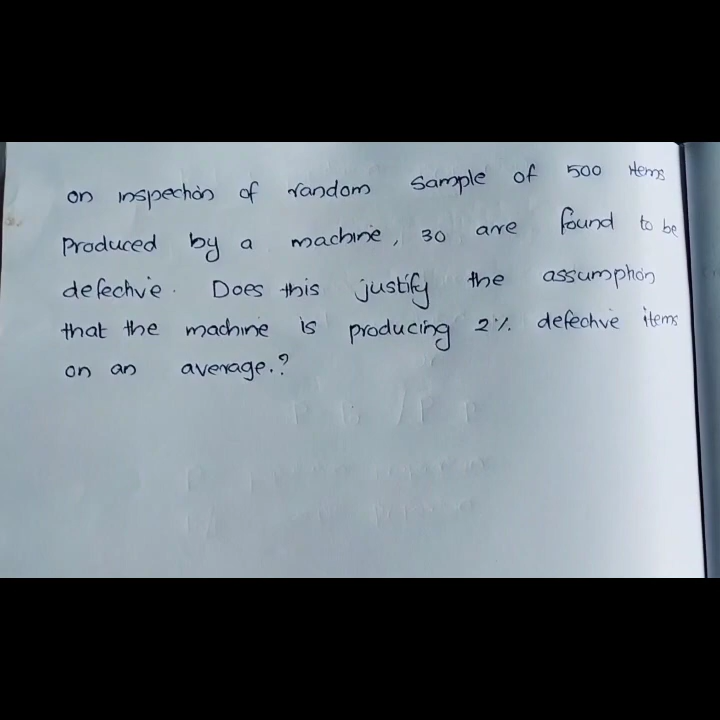 on inspection of random sample of 500 items
Produced by a machine, 30 are found to be
defective. Does this justify the assumption
that the machine is producing 2% defective items
on an average.?